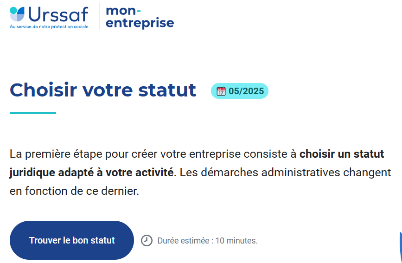 Urssaf
Au service de notre protection sociale
mon-
entreprise
Choisir votre statut
05/2025
La première étape pour créer votre entreprise consiste à choisir un statut
juridique adapté à votre activité. Les démarches administratives changent
en fonction de ce dernier.
Trouver le bon statut
Durée estimée : 10 minutes.